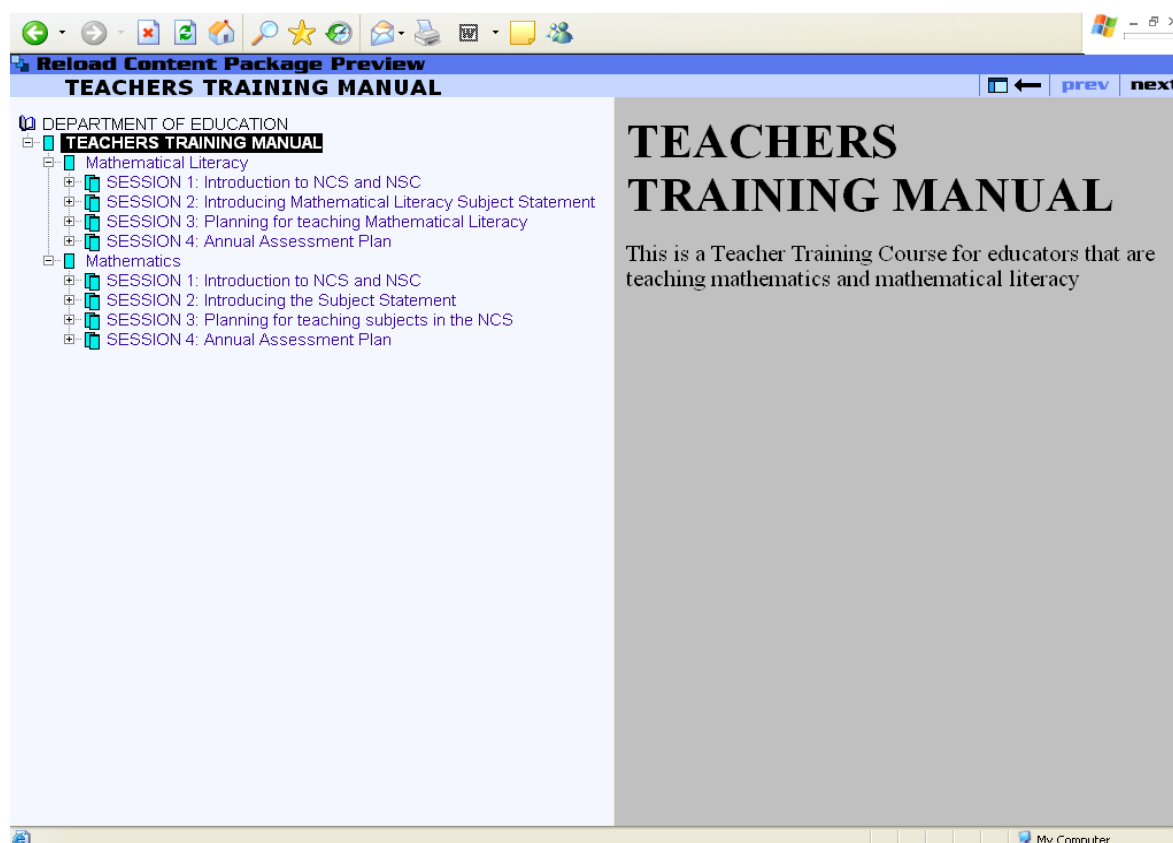 Reload Content Package Preview
TEACHERS TRAINING MANUAL
prev next
DEPARTMENT OF EDUCATION
TEACHERS TRAINING MANUAL
Mathematical Literacy
SESSION 1: Introduction to NCS and NSC
SESSION 2: Introducing Mathematical Literacy Subject Statement
SESSION 3: Planning for teaching Mathematical Literacy
SESSION 4: Annual Assessment Plan
Mathematics
SESSION 1: Introduction to NCS and NSC
SESSION 2: Introducing the Subject Statement
SESSION 3: Planning for teaching subjects in the NCS
SESSION 4: Annual Assessment Plan
TEACHERS
TRAINING MANUAL
This is a Teacher Training Course for educators that are
teaching mathematics and mathematical literacy
My Computer